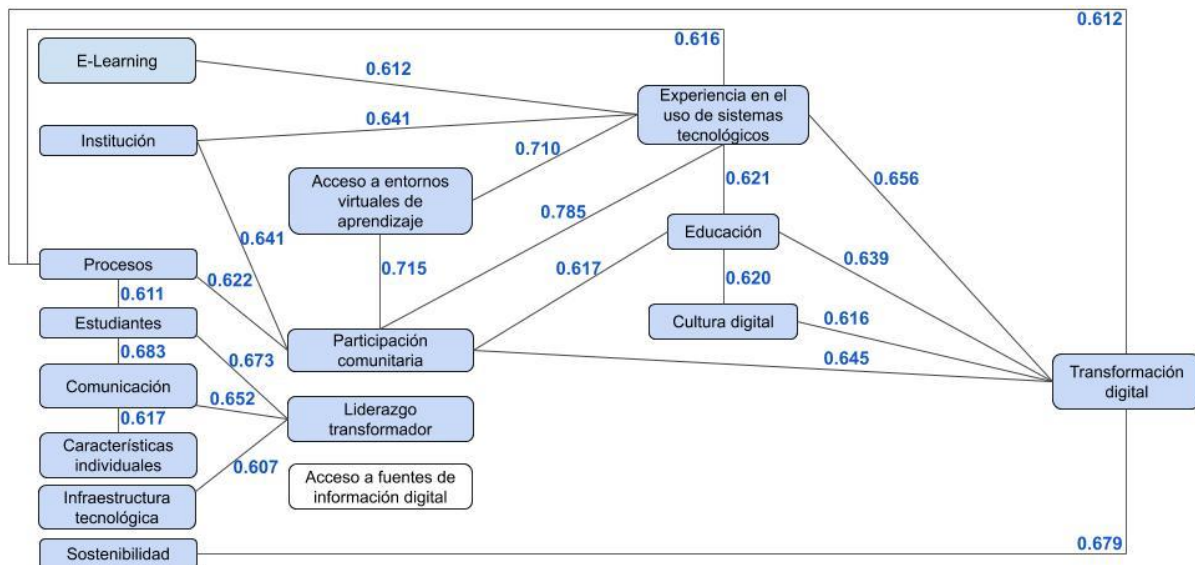 0.612
0.616
E-Learning
0.612
Experiencia en el
uso de sistemas
tecnológicos
0.641
Institución
0.710
Acceso a entornos
virtuales de
aprendizaje
0.621
0.656
0.785
Educación
0.641
0.617
0.639
Procesos
0.622
0.715
0.620
0.611
Estudiantes
Cultura digital
0.616
Participación
comunitaria
0.683
0.673
0.645
Transformación
digital
Comunicación
0.652
Liderazgo
transformador
0.617
Características
individuales
0.607
Acceso a fuentes de
información digital
Infraestructura
tecnológica
Sostenibilidad
0.679